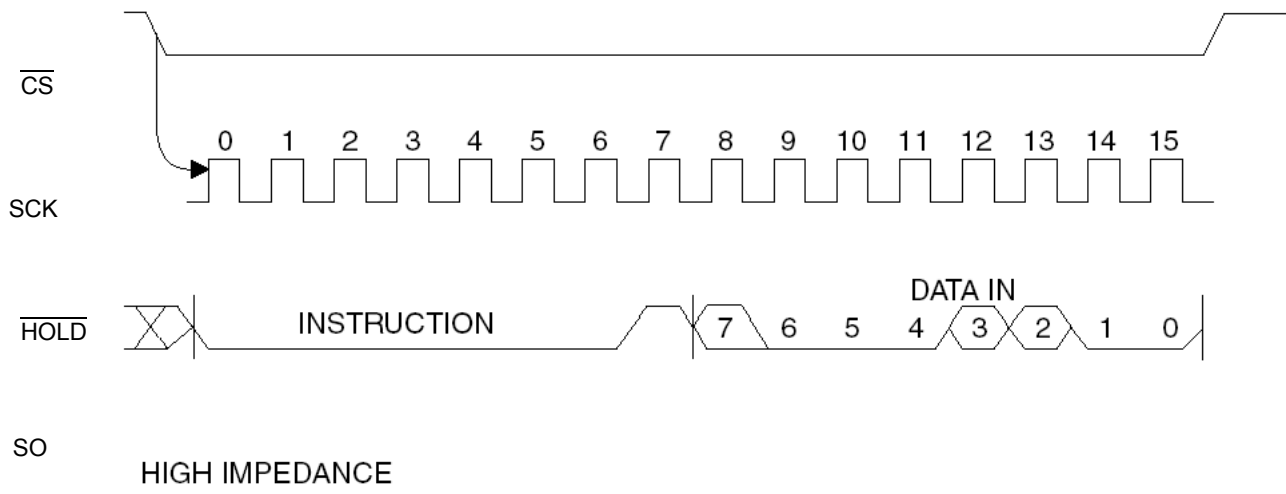 CS
0 1 2 3 4 5 6 7 8 9 10 11 12 13 14 15
SCK
DATA IN
HOLD
INSTRUCTION
7 6 5 4 3 2 1 0
SO
HIGH IMPEDANCE